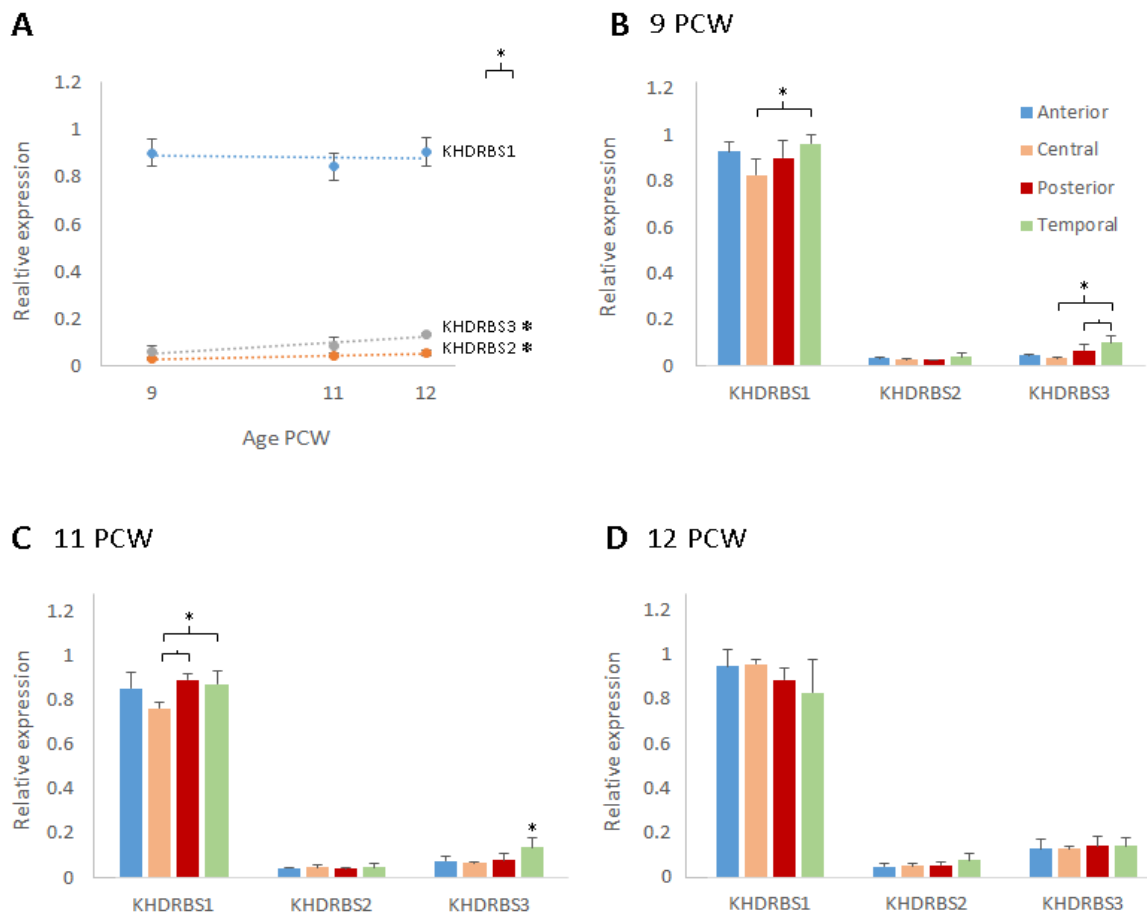 A
*
1.2
1
0.8
0.6
0.4
0.2
0
Realtive expression
KHDRBS1
KHDRBS3 *
KHDRBS2 *
9 11 12
Age PCW
B 9 PCW
1.2
1
0.8
0.6
0.4
0.2
0
Relative expression
*
*
Anterior
Central
Posterior
Temporal
KHDRBS1 KHDRBS2 KHDRBS3
C 11 PCW
1.2
1
0.8
0.6
0.4
0.2
0
Relative expression
*
*
KHDRBS1 KHDRBS2 KHDRBS3
D 12 PCW
1.2
1
0.8
0.6
0.4
0.2
0
Relative expression
KHDRBS1 KHDRBS2 KHDRBS3